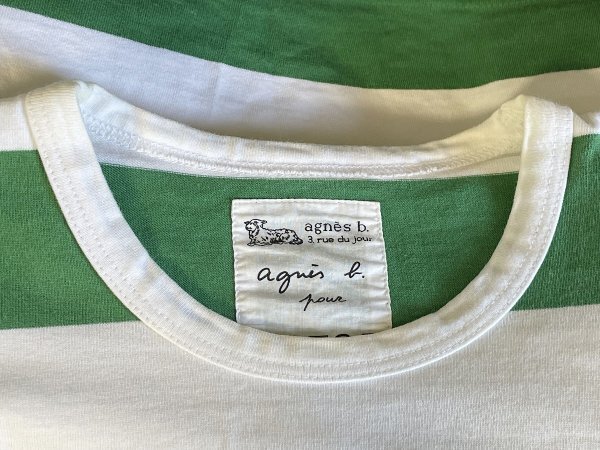 agnès b.
3, rue du jour
agnès b.
pour